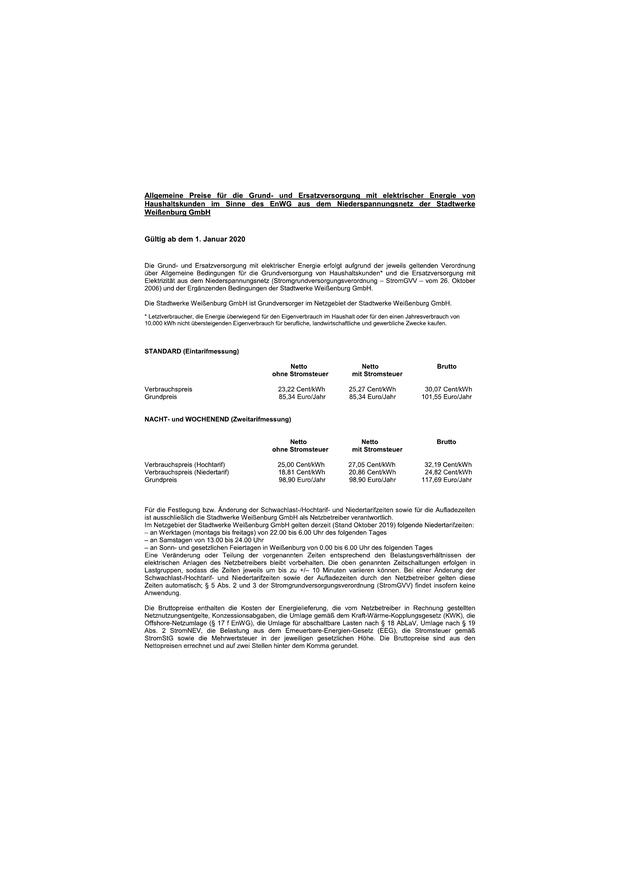 Allgemeine Preise für die Grund- und Ersatzversorgung mit elektrischer Energie von
Haushaltskunden im Sinne des EnWG aus dem Niederspannungsnetz der Stadtwerke
Weißenburg GmbH
Gültig ab dem 1. Januar 2020
Die Grund- und Ersatzversorgung mit elektrischer Energie erfolgt aufgrund der jeweils geltenden Verordnung
über Allgemeine Bedingungen für die Grundversorgung von Haushaltskunden* und die Ersatzversorgung mit
Elektrizität aus dem Niederspannungsnetz (Stromgrundversorgungsverordnung – StromGVV – vom 26. Oktober
2006) und der Ergänzenden Bedingungen der Stadtwerke Weißenburg GmbH.
Die Stadtwerke Weißenburg GmbH ist Grundversorger im Netzgebiet der Stadtwerke Weißenburg GmbH.
* Letztverbraucher, die Energie überwiegend für den Eigenverbrauch im Haushalt oder für den einen Jahresverbrauch von
10.000 kWh nicht übersteigenden Eigenverbrauch für berufliche, landwirtschaftliche und gewerbliche Zwecke kaufen.
STANDARD (Eintarifmessung)
Netto Netto Brutto
ohne Stromsteuer mit Stromsteuer
Verbrauchspreis 23,22 Cent/kWh 25,27 Cent/kWh 30,07 Cent/kWh
Grundpreis 85,34 Euro/Jahr 85,34 Euro/Jahr 101,55 Euro/Jahr
NACHT- und WOCHENEND (Zweitarifmessung)
Netto Netto Brutto
ohne Stromsteuer mit Stromsteuer
Verbrauchspreis (Hochtarif) 25,00 Cent/kWh 27,05 Cent/kWh 32,19 Cent/kWh
Verbrauchspreis (Niedertarif) 18,81 Cent/kWh 20,86 Cent/kWh 24,82 Cent/kWh
Grundpreis 98,90 Euro/Jahr 98,90 Euro/Jahr 117,69 Euro/Jahr
Für die Festlegung bzw. Änderung der Schwachlast-/Hochtarif- und Niedertarifzeiten sowie für die Aufladezeiten
ist ausschließlich die Stadtwerke Weißenburg GmbH als Netzbetreiber verantwortlich.
Im Netzgebiet der Stadtwerke Weißenburg GmbH gelten derzeit (Stand Oktober 2019) folgende Niedertarifzeiten:
– an Werktagen (montags bis freitags) von 22.00 bis 6.00 Uhr des folgenden Tages
– an Samstagen von 13.00 bis 24.00 Uhr
– an Sonn- und gesetzlichen Feiertagen in Weißenburg von 0.00 bis 6.00 Uhr des folgenden Tages
Eine Veränderung oder Teilung der vorgenannten Zeiten entsprechend den Belastungsverhältnissen der
elektrischen Anlagen des Netzbetreibers bleibt vorbehalten. Die oben genannten Zeitschaltungen erfolgen in
Lastgruppen, sodass die Zeiten jeweils um bis zu +/– 10 Minuten variieren können. Bei einer Änderung der
Schwachlast-/Hochtarif- und Niedertarifzeiten sowie der Aufladezeiten durch den Netzbetreiber gelten diese
Zeiten automatisch; § 5 Abs. 2 und 3 der Stromgrundversorgungsverordnung (StromGVV) findet insofern keine
Anwendung.
Die Bruttopreise enthalten die Kosten der Energielieferung, die vom Netzbetreiber in Rechnung gestellten
Netznutzungsentgelte, Konzessionsabgaben, die Umlage gemäß dem Kraft-Wärme-Kopplungsgesetz (KWK), die
Offshore-Netzumlage (§ 17 f EnWG), die Umlage für abschaltbare Lasten nach § 18 AbLaV, Umlage nach § 19
Abs. 2 StromNEV, die Belastung aus dem Erneuerbare-Energien-Gesetz (EEG), die Stromsteuer gemäß
StromStG sowie die Mehrwertsteuer in der jeweiligen gesetzlichen Höhe. Die Bruttopreise sind aus den
Nettopreisen errechnet und auf zwei Stellen hinter dem Komma gerundet.